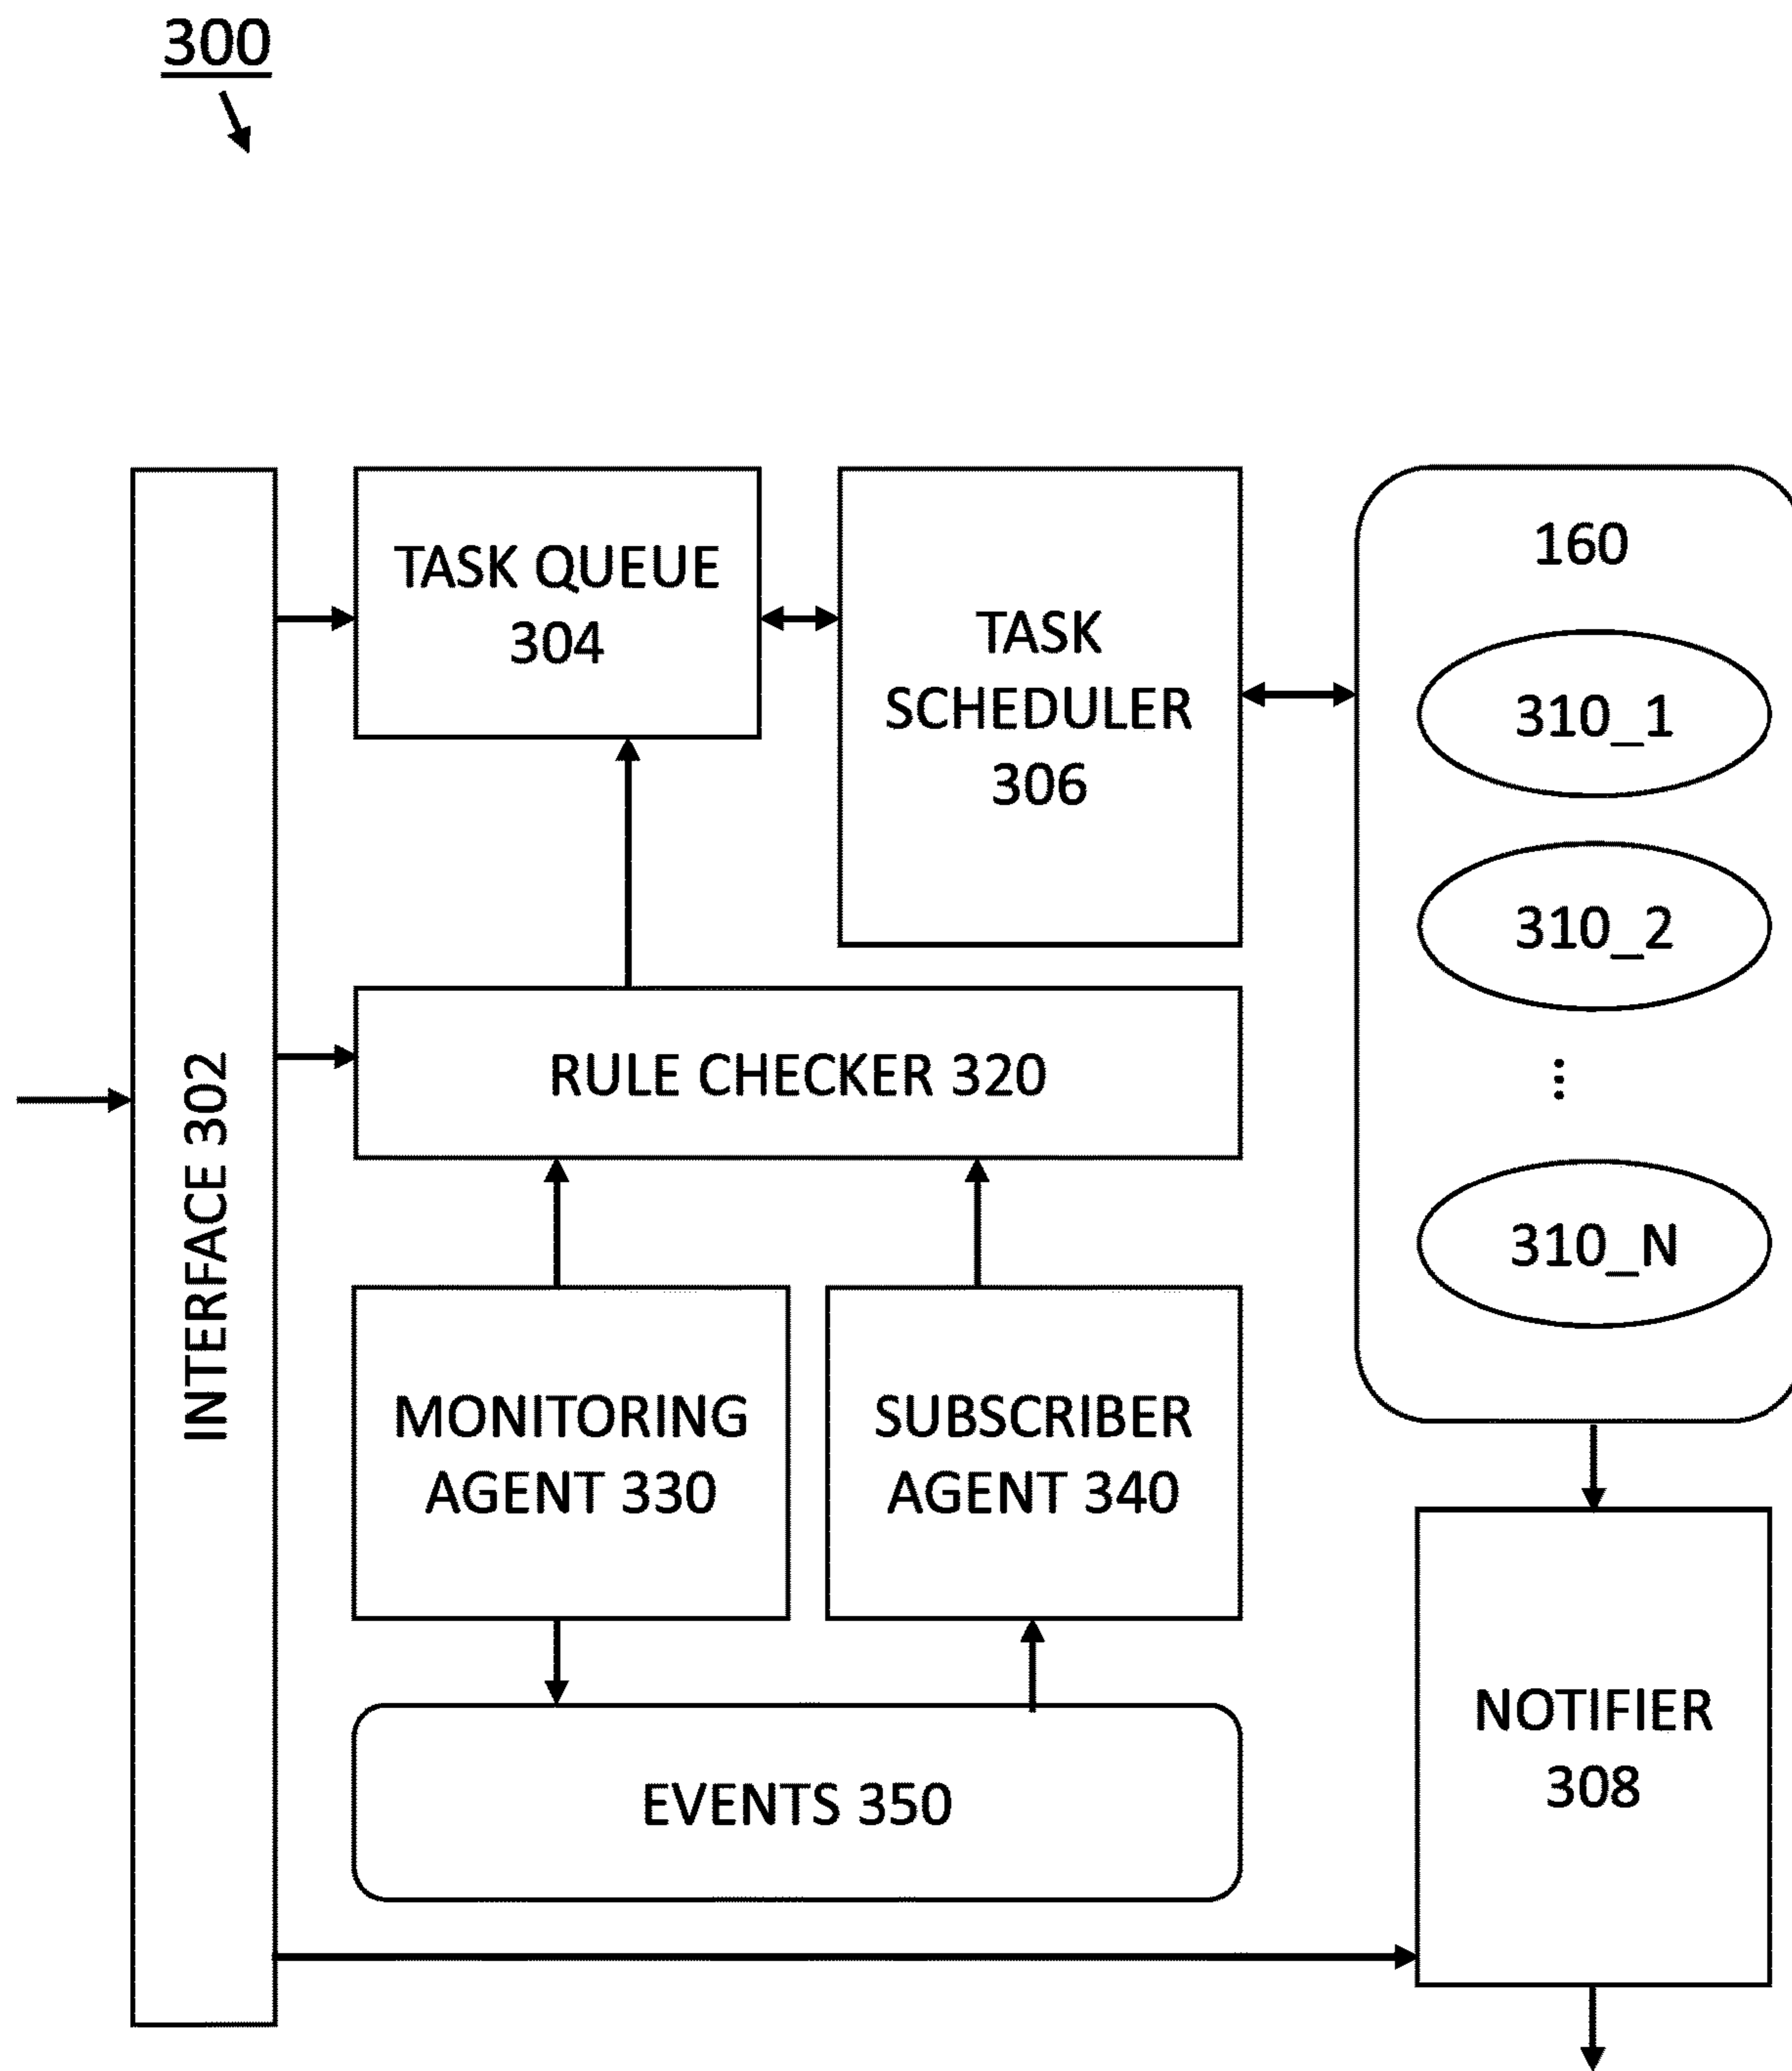 300
INTERFACE 302
TASK QUEUE
304
TASK
SCHEDULER
306
160
310_1
310_2
...
310_N
RULE CHECKER 320
MONITORING
AGENT 330
SUBSCRIBER
AGENT 340
EVENTS 350
NOTIFIER
308